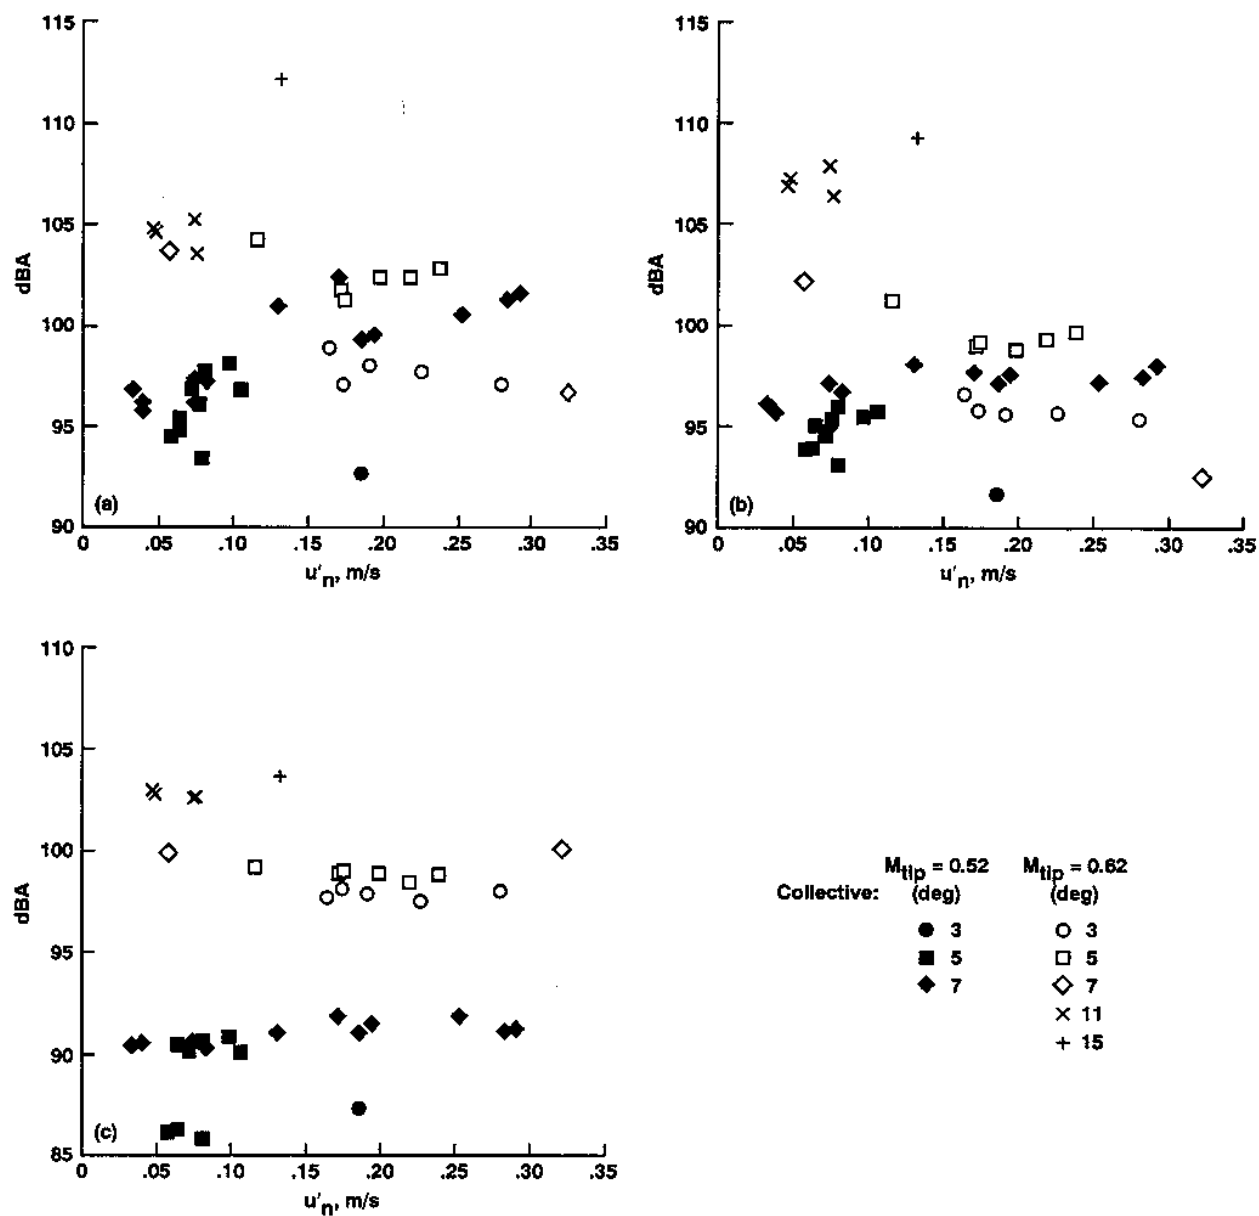 115
110
105
100
95
90
dBA
(a)
0 .05 .10 .15 .20 .25 .30 .35
u'n, m/s
115
110
105
100
95
90
dBA
(b)
0 .05 .10 .15 .20 .25 .30 .35
u'n, m/s
110
105
100
95
90
85
dBA
(c)
0 .05 .10 .15 .20 .25 .30 .35
u'n, m/s
Mtip = 0.52 Mtip = 0.62
Collective: (deg) (deg)
3 3
5 5
7 7
11
15